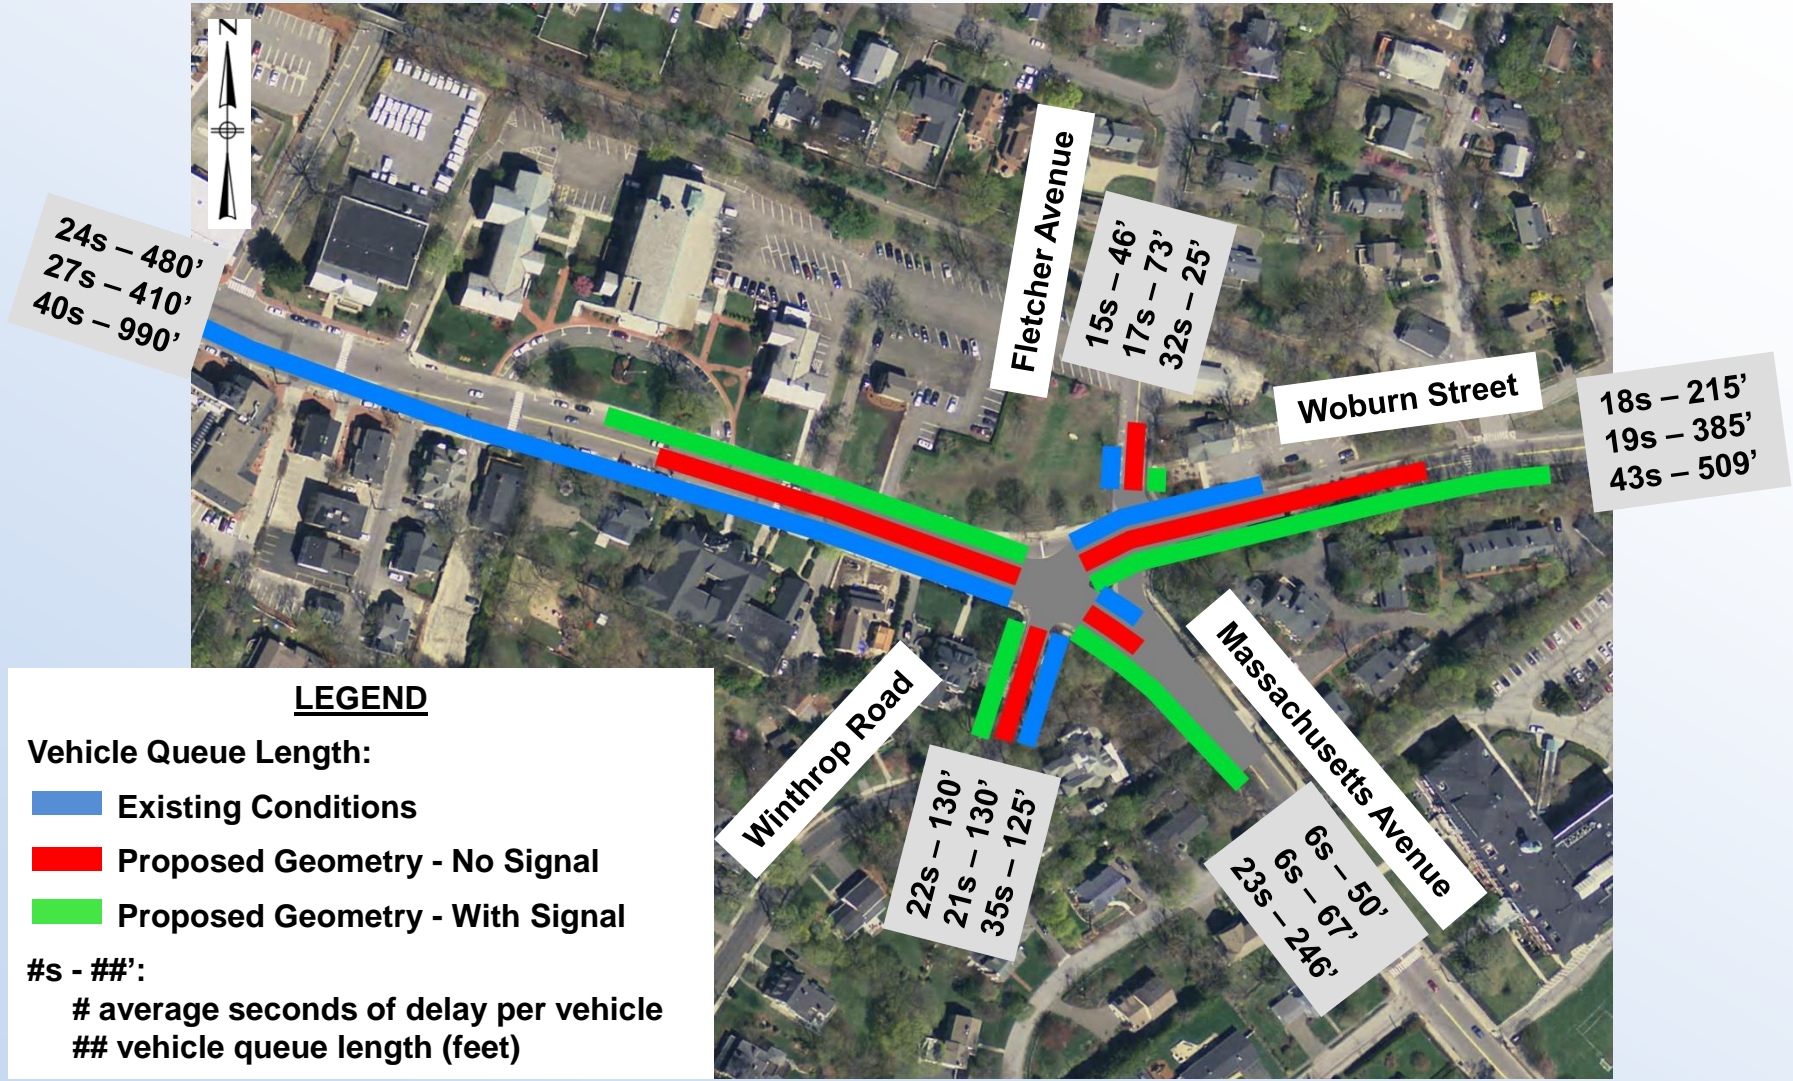 N
24s – 480’
27s – 410’
40s – 990’
Fletcher Avenue
15s – 46’
17s – 73’
32s – 25’
Woburn Street
18s – 215’
19s – 385’
43s – 509’
Massachusetts Avenue
6s – 50’
6s – 67’
23s – 246’
Winthrop Road
22s – 130’
21s – 130’
35s – 125’
LEGEND
Vehicle Queue Length:
Existing Conditions
Proposed Geometry - No Signal
Proposed Geometry - With Signal
#s - ##’:
# average seconds of delay per vehicle
## vehicle queue length (feet)